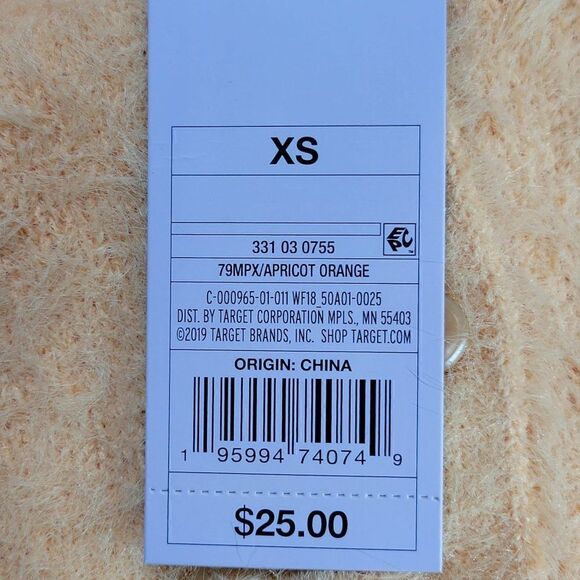 XS
EPC
331 03 0755
79MPX/APRICOT ORANGE
C-000965-01-011 WF18_50A01-0025
DIST. BY TARGET CORPORATION MPLS., MN 55403
©2019 TARGET BRANDS, INC. SHOP TARGET.COM
ORIGIN: CHINA
1 95994 74074 9
$25.00